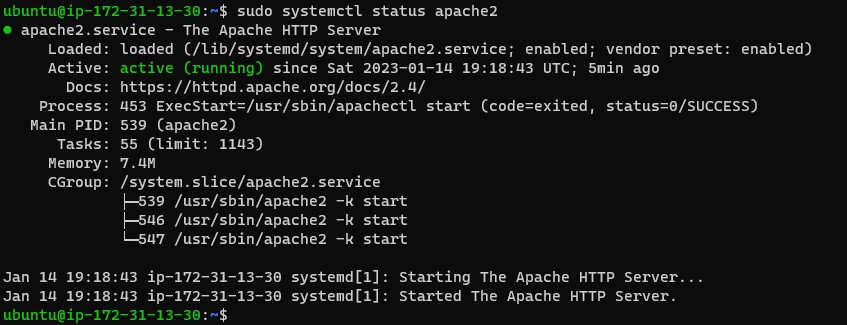 ubuntu@ip-172-31-13-30:~$ sudo systemctl status apache2
● apache2.service - The Apache HTTP Server
     Loaded: loaded (/lib/systemd/system/apache2.service; enabled; vendor preset: enabled)
     Active: active (running) since Sat 2023-01-14 19:18:43 UTC; 5min ago
       Docs: https://httpd.apache.org/docs/2.4/
    Process: 453 ExecStart=/usr/sbin/apachectl start (code=exited, status=0/SUCCESS)
   Main PID: 539 (apache2)
      Tasks: 55 (limit: 1143)
     Memory: 7.4M
     CGroup: /system.slice/apache2.service
             ├─539 /usr/sbin/apache2 -k start
             ├─546 /usr/sbin/apache2 -k start
             └─547 /usr/sbin/apache2 -k start

Jan 14 19:18:43 ip-172-31-13-30 systemd[1]: Starting The Apache HTTP Server...
Jan 14 19:18:43 ip-172-31-13-30 systemd[1]: Started The Apache HTTP Server.
ubuntu@ip-172-31-13-30:~$